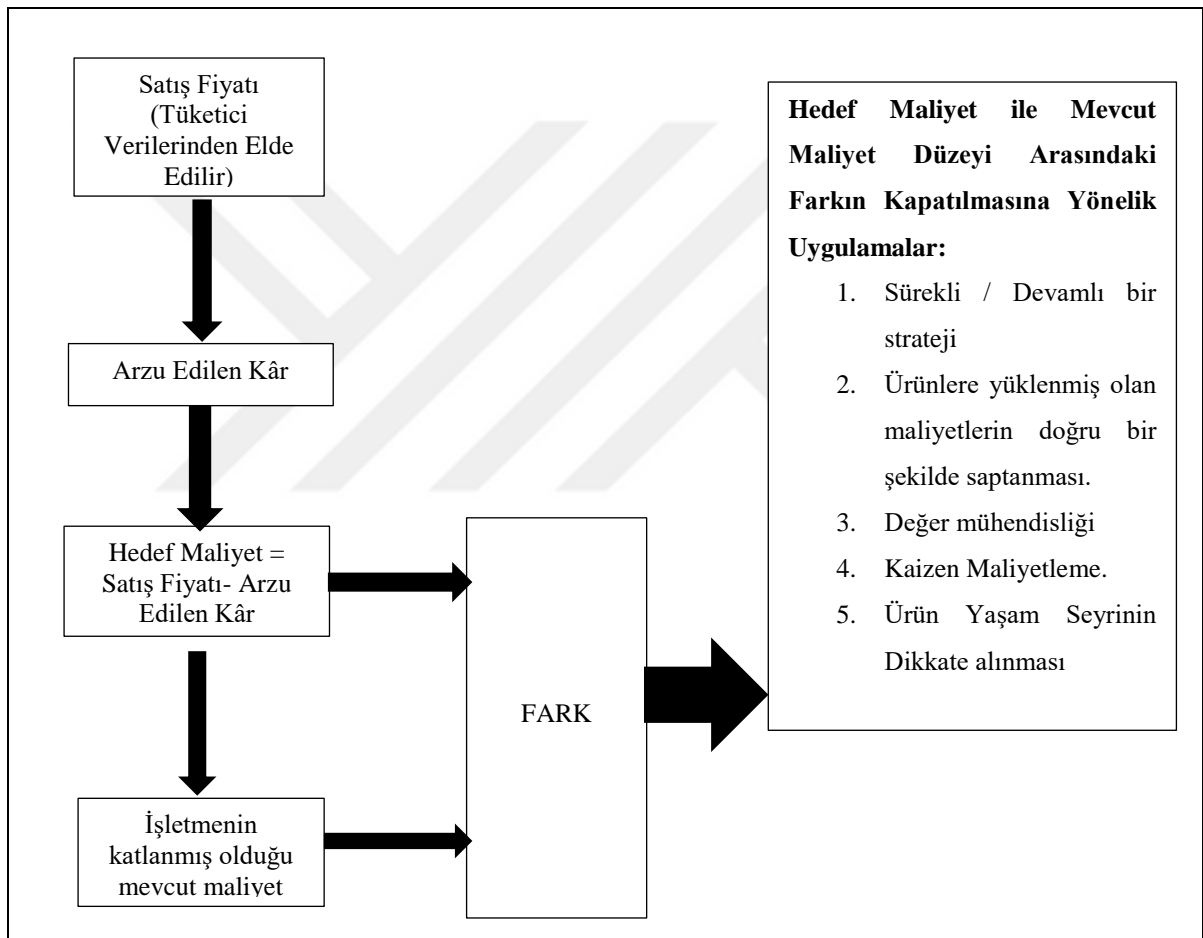 Satış Fiyatı
(Tüketici
Verilerinden Elde
Edilir)
Arzu Edilen Kâr
Hedef Maliyet =
Satış Fiyatı- Arzu
Edilen Kâr
İşletmenin
katlanmış olduğu
mevcut maliyet
FARK
Hedef Maliyet ile Mevcut
Maliyet Düzeyi Arasındaki
Farkın Kapatılmasına Yönelik
Uygulamalar:
1. Sürekli / Devamlı bir
strateji
2. Ürünlere yüklenmiş olan
maliyetlerin doğru bir
şekilde saptanması.
3. Değer mühendisliği
4. Kaizen Maliyetleme.
5. Ürün Yaşam Seyrinin
Dikkate alınması